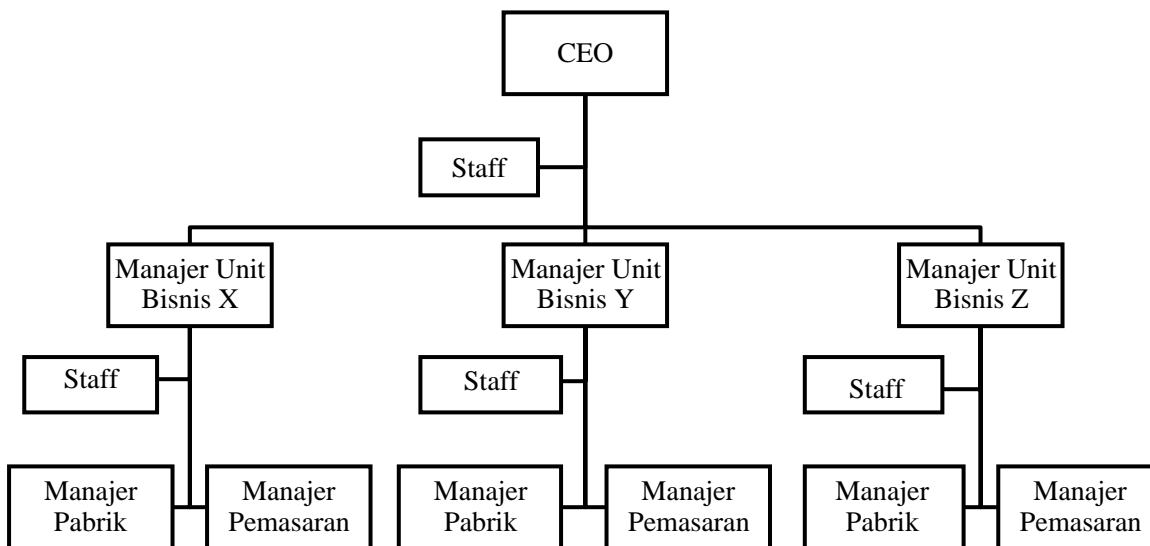 CEO
Staff
Manajer Unit
Bisnis X
Manajer Unit
Bisnis Y
Manajer Unit
Bisnis Z
Staff
Staff
Staff
Manajer
Pabrik
Manajer
Pemasaran
Manajer
Pabrik
Manajer
Pemasaran
Manajer
Pabrik
Manajer
Pemasaran